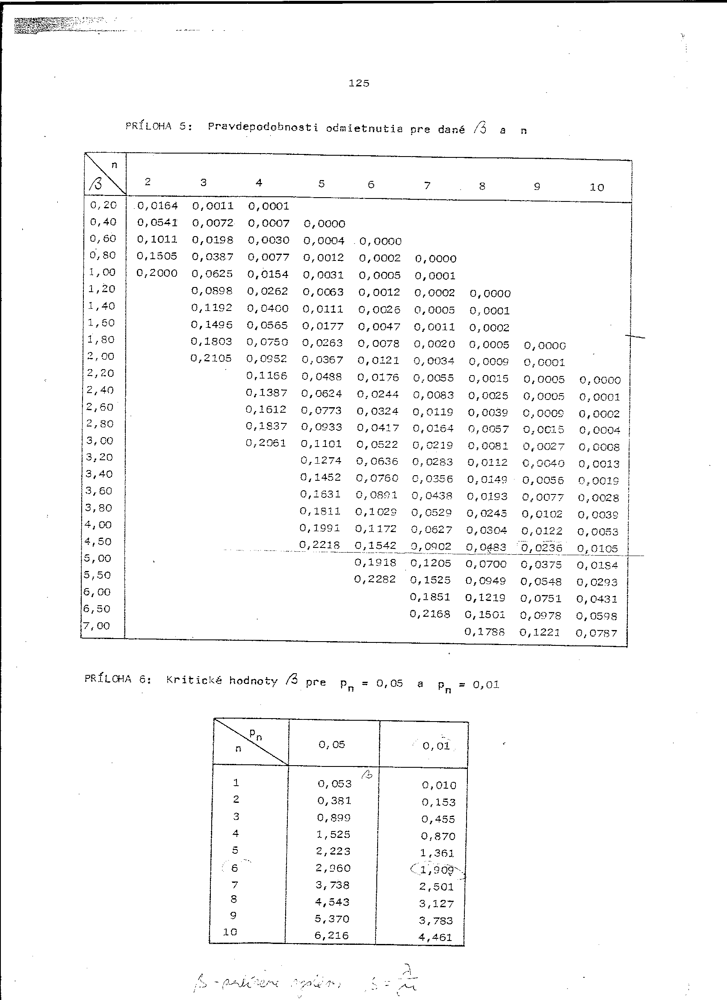 125
PRÍLOHA 5: Pravdepodobnosti odmietnutia pre dané β a n
n
β 2 3 4 5 6 7 8 9 10
0,20 0,0164 0,0011 0,0001
0,40 0,0541 0,0072 0,0007 0,0000
0,60 0,1011 0,0198 0,0030 0,0004 0,0000
0,80 0,1505 0,0387 0,0077 0,0012 0,0002 0,0000
1,00 0,2000 0,0625 0,0154 0,0031 0,0005 0,0001
1,20 0,0898 0,0262 0,0063 0,0012 0,0002 0,0000
1,40 0,1192 0,0400 0,0111 0,0026 0,0005 0,0001
1,60 0,1496 0,0565 0,0177 0,0047 0,0011 0,0002
1,80 0,1803 0,0750 0,0263 0,0078 0,0020 0,0005 0,0000
2,00 0,2105 0,0952 0,0367 0,0121 0,0034 0,0009 0,0001
2,20 0,1166 0,0488 0,0176 0,0055 0,0015 0,0005 0,0000
2,40 0,1387 0,0624 0,0244 0,0083 0,0025 0,0005 0,0001
2,60 0,1612 0,0773 0,0324 0,0119 0,0039 0,0009 0,0002
2,80 0,1837 0,0933 0,0417 0,0164 0,0057 0,0015 0,0004
3,00 0,2061 0,1101 0,0522 0,0219 0,0081 0,0027 0,0008
3,20 0,1274 0,0636 0,0283 0,0112 0,0040 0,0013
3,40 0,1452 0,0760 0,0356 0,0149 0,0056 0,0019
3,60 0,1631 0,0891 0,0438 0,0193 0,0077 0,0028
3,80 0,1811 0,1029 0,0529 0,0245 0,0102 0,0039
4,00 0,1991 0,1172 0,0627 0,0304 0,0122 0,0053
4,50 0,2218 0,1542 0,0902 0,0483 0,0236 0,0105
5,00 0,1918 0,1205 0,0700 0,0375 0,0184
5,50 0,2282 0,1525 0,0949 0,0548 0,0293
6,00 0,1851 0,1219 0,0751 0,0431
6,50 0,2168 0,1501 0,0978 0,0598
7,00 0,1788 0,1221 0,0787
PRÍLOHA 6: Kritické hodnoty β pre pn = 0,05 a pn = 0,01
pn
n 0,05 0,01
β
1 0,053 0,010
2 0,381 0,153
3 0,899 0,455
4 1,525 0,870
5 2,223 1,361
6 2,960 1,909
7 3,738 2,501
8 4,543 3,127
9 5,370 3,783
10 6,216 4,461
β - β = λ/μ